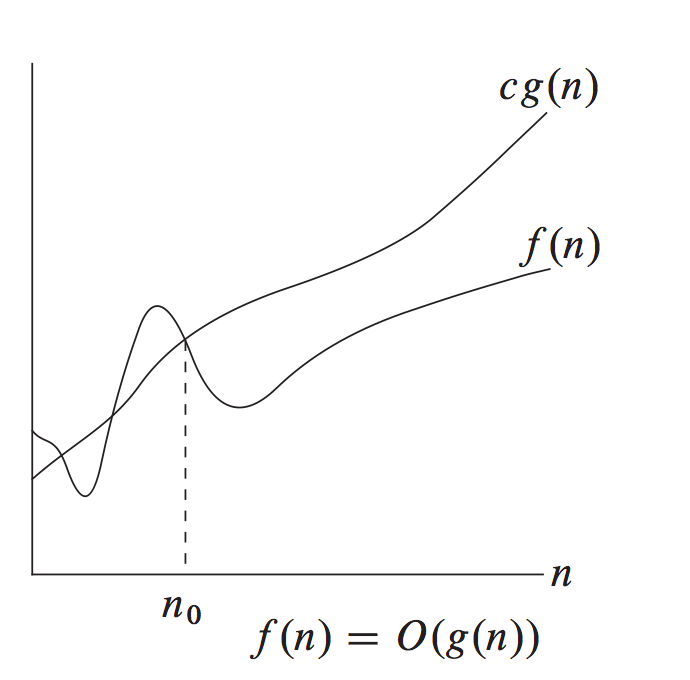 cg(n)
f(n)
n
n₀
f(n) = O(g(n))